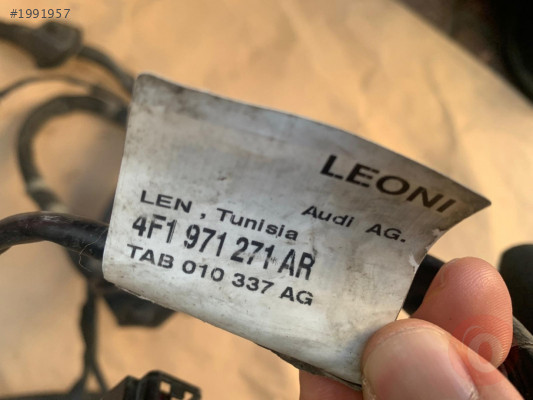 #1991957
LEONI
Audi AG.
LEN , Tunisia
4F1 971 271 AR
TAB 010 337 AG